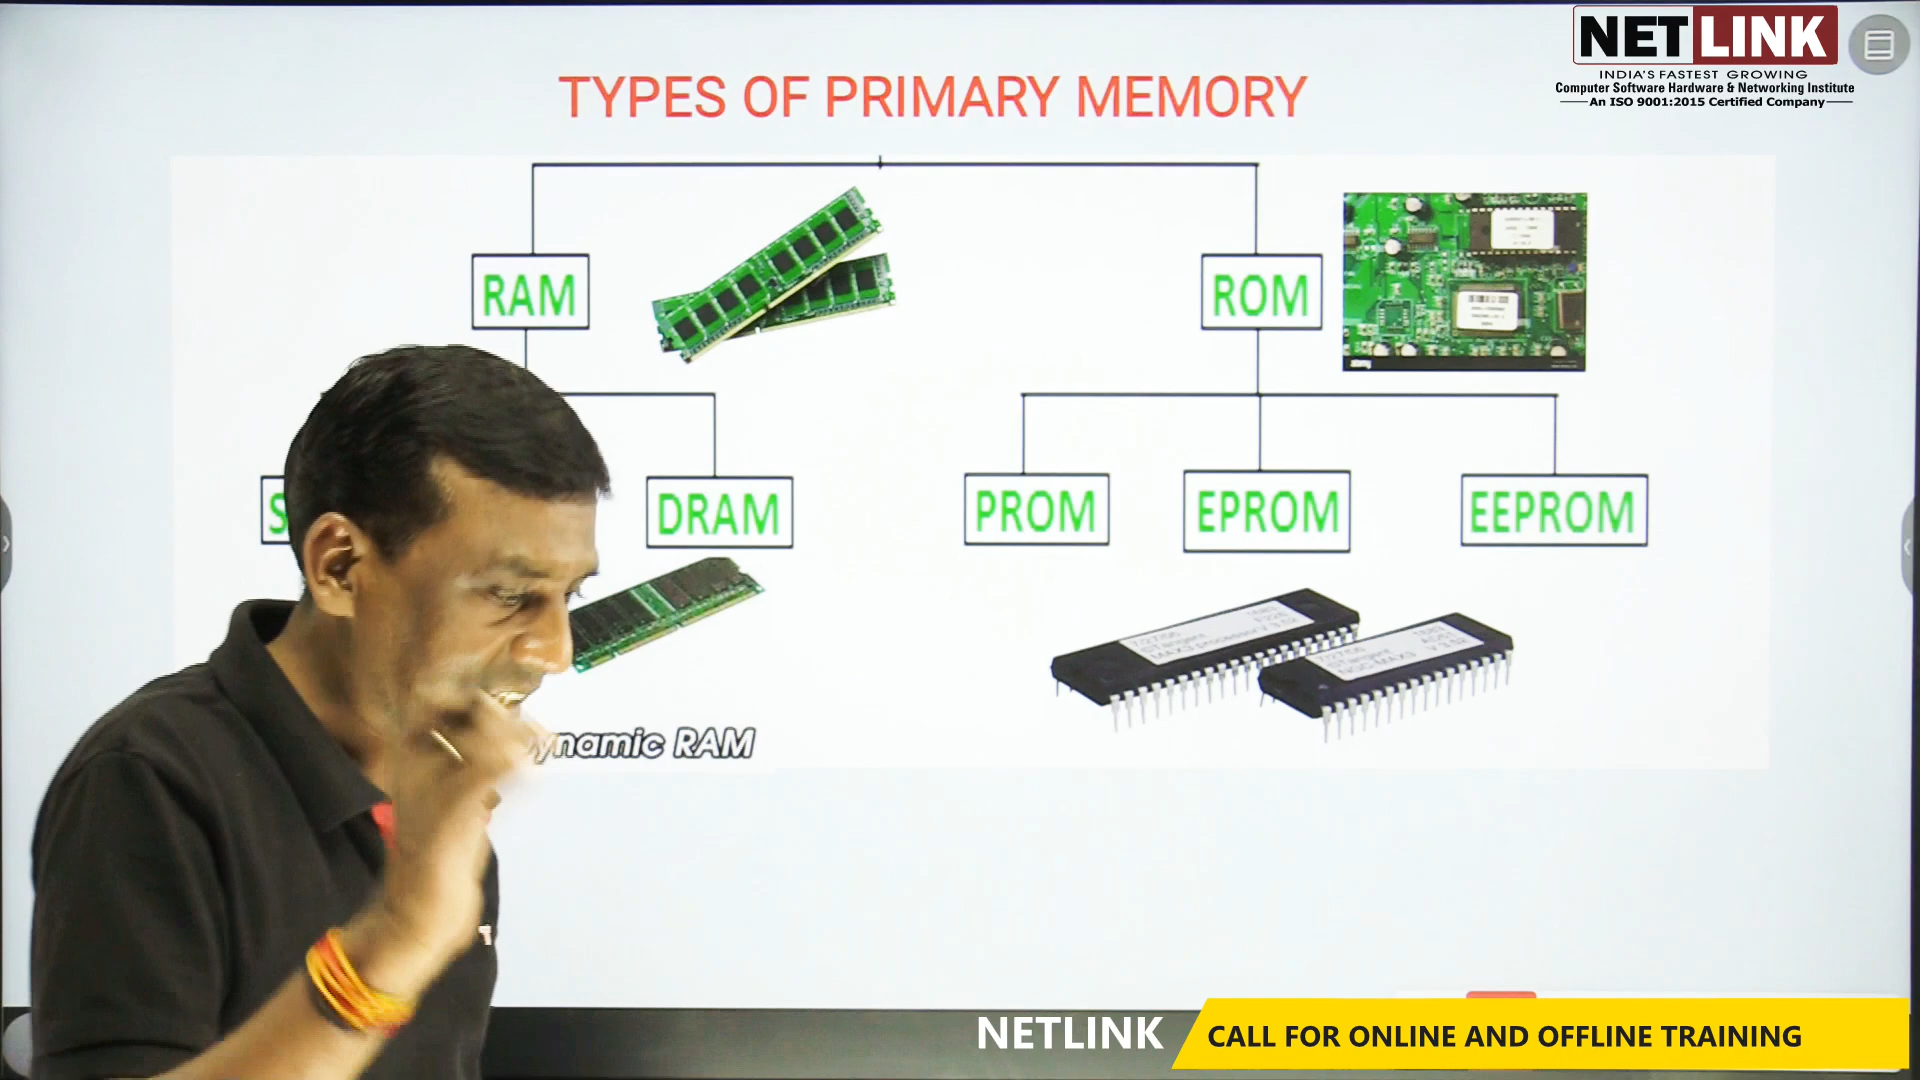 NETLINK
INDIA'S FASTEST GROWING
Computer Software Hardware & Networking Institute
An ISO 9001:2015 Certified Company
TYPES OF PRIMARY MEMORY
RAM
ROM
S
DRAM
PROM
EPROM
EEPROM
ynamic RAM
NETLINK
CALL FOR ONLINE AND OFFLINE TRAINING